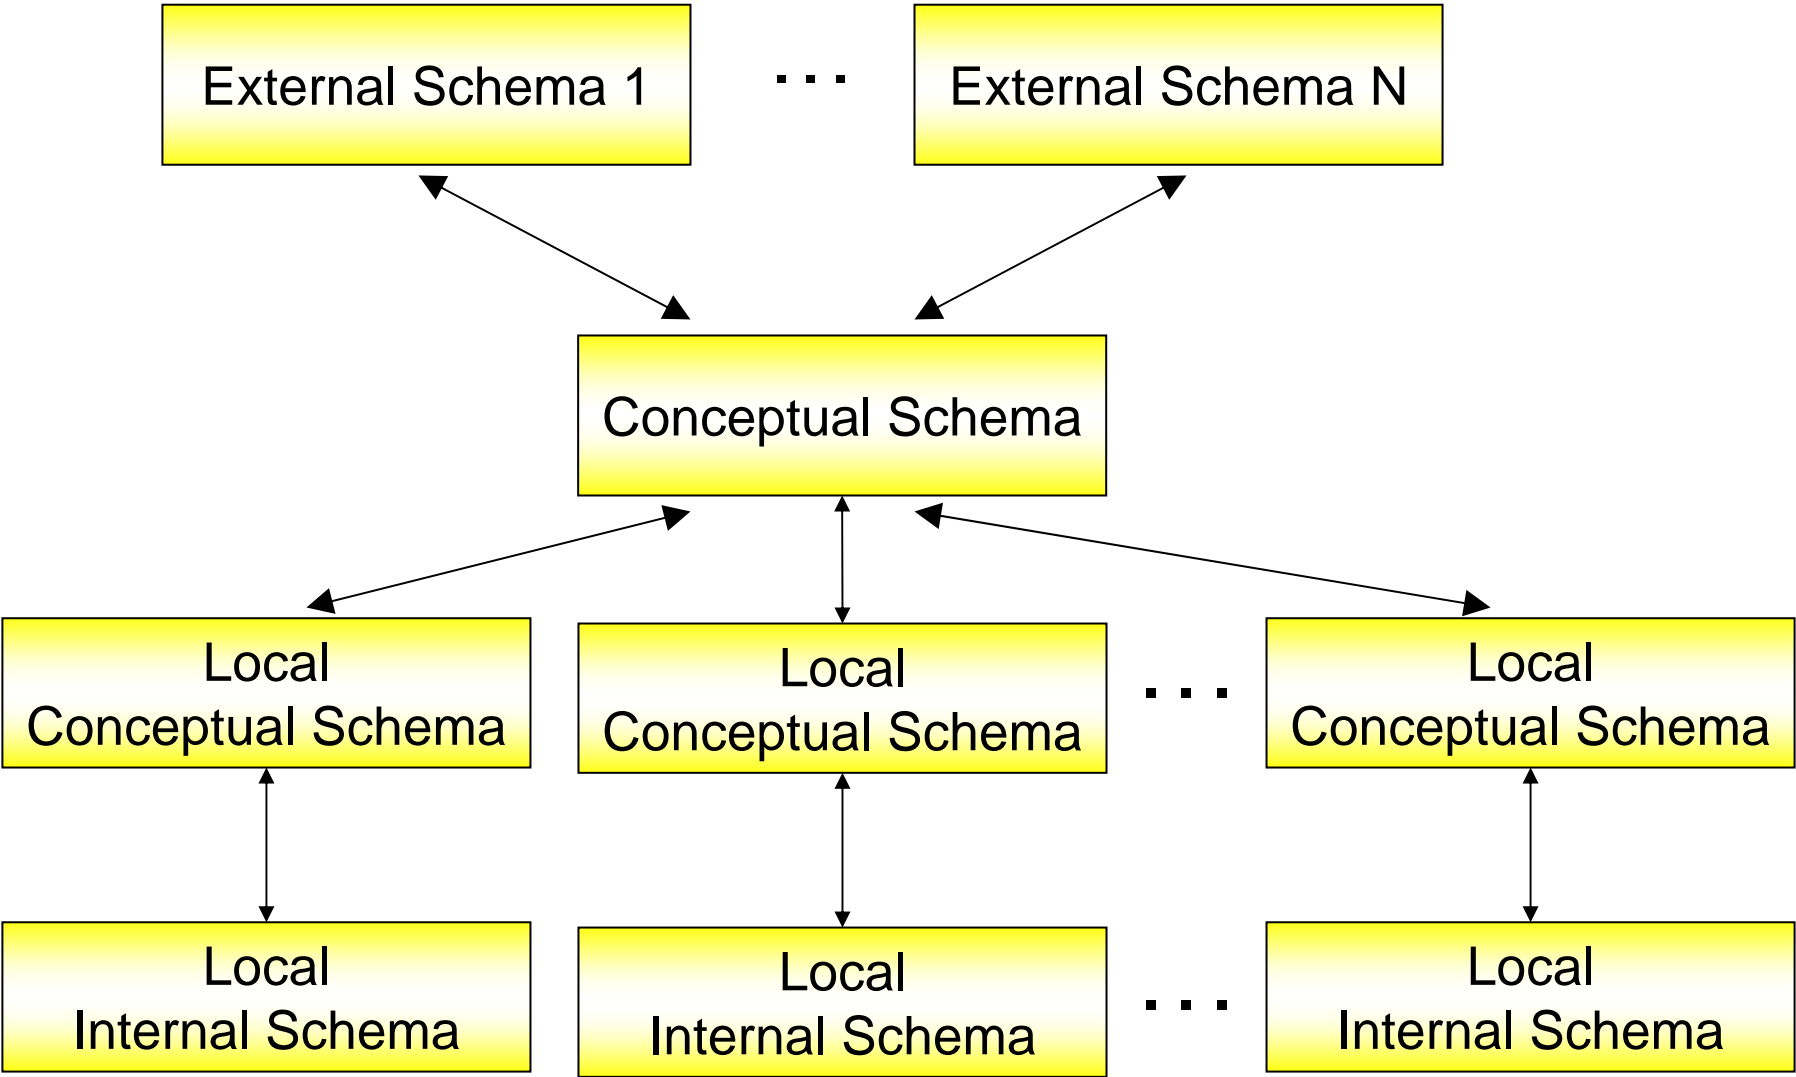 External Schema 1
. . .
External Schema N
Conceptual Schema
Local
Conceptual Schema
Local
Conceptual Schema
. . .
Local
Conceptual Schema
Local
Internal Schema
Local
Internal Schema
. . .
Local
Internal Schema